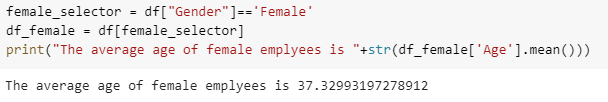 female_selector = df["Gender"]=='Female'
df_female = df[female_selector]
print("The average age of female emplyees is "+str(df_female['Age'].mean()))
The average age of female emplyees is 37.32993197278912